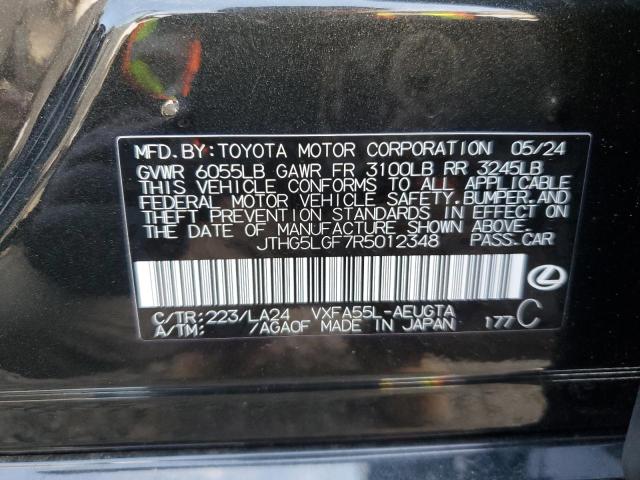 MFD. BY: TOYOTA MOTOR CORPORATION 05/24
GVWR 6055LB GAWR FR 3100LB RR 3245LB
THIS VEHICLE CONFORMS TO ALL APPLICABLE
FEDERAL MOTOR VEHICLE SAFETY, BUMPER, AND
THEFT PREVENTION STANDARDS IN EFFECT ON
THE DATE OF MANUFACTURE SHOWN ABOVE.
JTHG5LGF7R5012348 PASS.CAR
C/TR: 223/LA24 VXFA55L-AEUGTA
A/TM: 7AGAOF MADE IN JAPAN 177 C